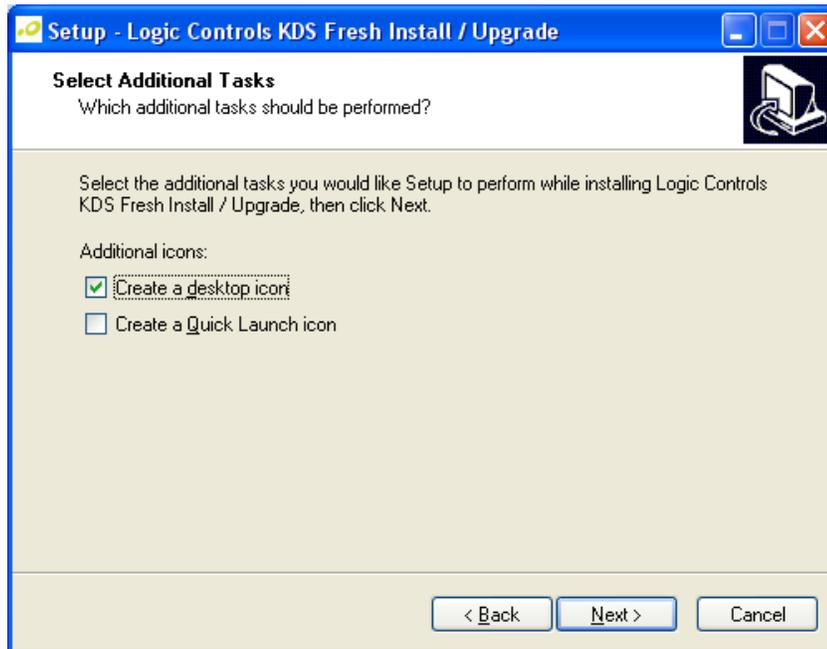 Setup - Logic Controls KDS Fresh Install / Upgrade
Select Additional Tasks
Which additional tasks should be performed?
Select the additional tasks you would like Setup to perform while installing Logic Controls
KDS Fresh Install / Upgrade, then click Next.
Additional icons:
Create a desktop icon
Create a Quick Launch icon
< Back Next > Cancel